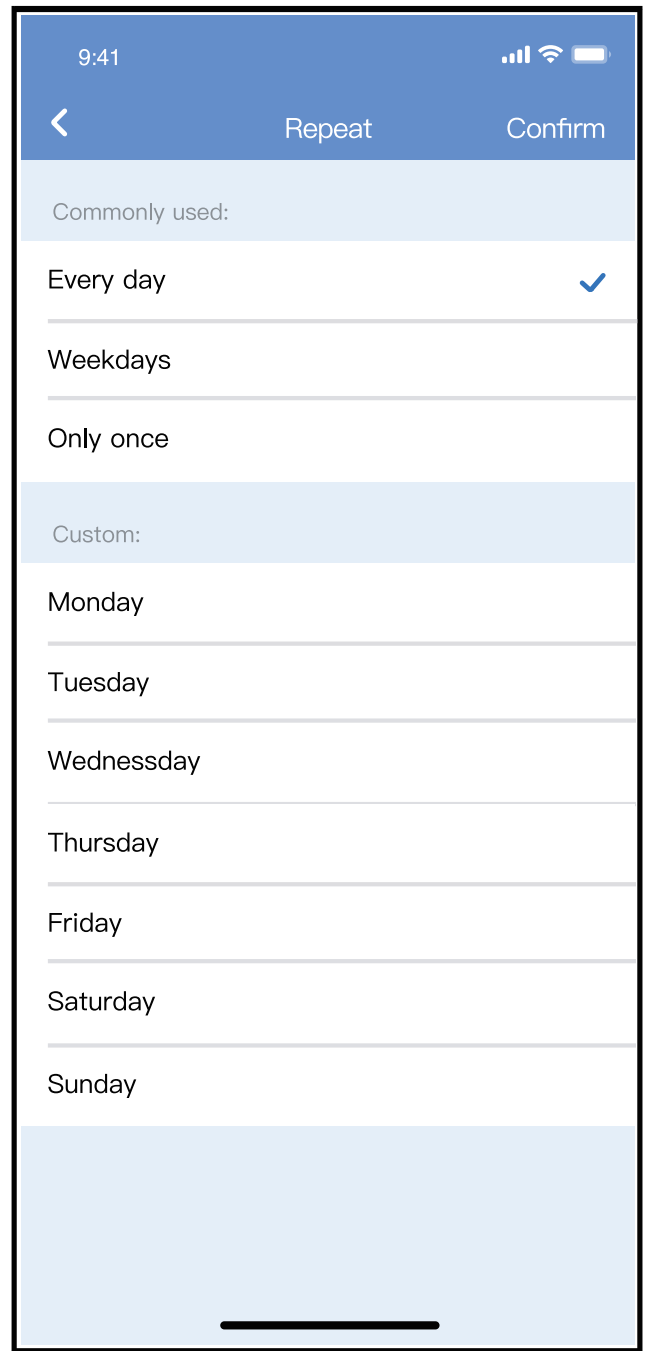 9:41
Repeat Confirm
Commonly used:
Every day
Weekdays
Only once
Custom:
Monday
Tuesday
Wednessday
Thursday
Friday
Saturday
Sunday